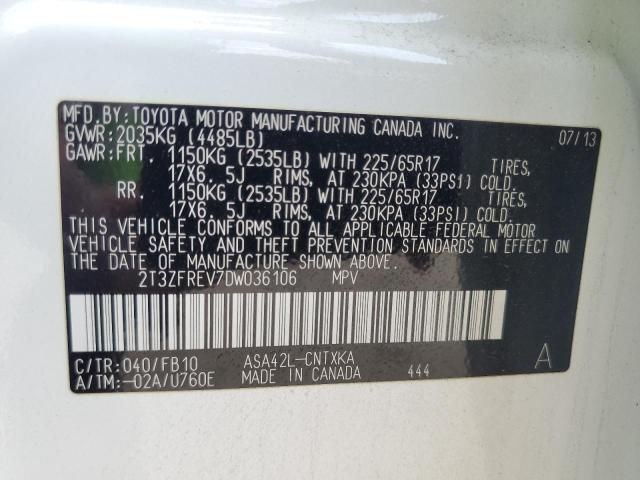 MFD.BY:TOYOTA MOTOR MANUFACTURING CANADA INC. 07/13
GVWR:2035KG (4485LB)
GAWR:FRT. 1150KG (2535LB) WITH 225/65R17 TIRES,
17X6. 5J RIMS, AT 230KPA (33PSI) COLD.
RR. 1150KG (2535LB) WITH 225/65R17 TIRES,
17X6. 5J RIMS, AT 230KPA (33PSI) COLD.
THIS VEHICLE CONFORMS TO ALL APPLICABLE FEDERAL MOTOR
VEHICLE SAFETY AND THEFT PREVENTION STANDARDS IN EFFECT ON
THE DATE OF MANUFACTURE SHOWN ABOVE.
2T3ZFREV7DW036106 MPV
C/TR:040/FB10 ASA42L-CNTXKA A
A/TM:-02A/U760E MADE IN CANADA 444